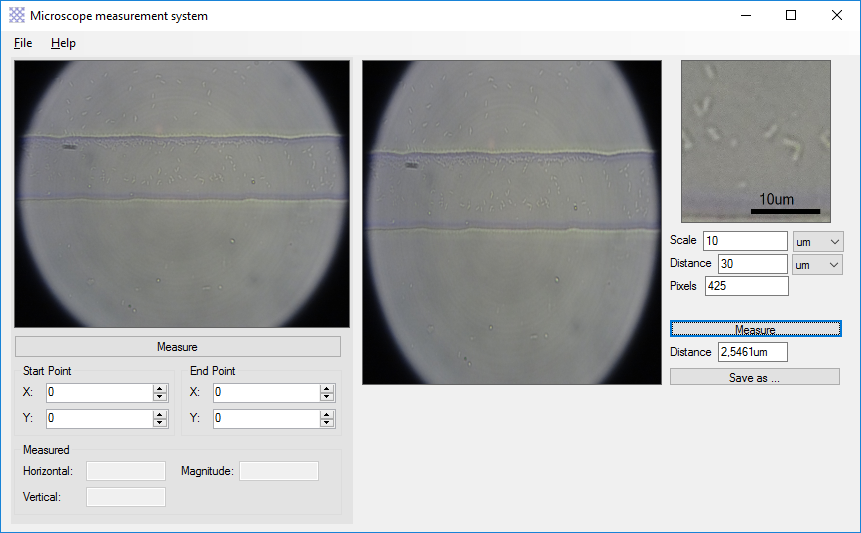 Microscope measurement system
File Help
Measure
Start Point
X: 0
Y: 0
End Point
X: 0
Y: 0
Measured
Horizontal:
Magnitude:
Vertical:
10um
Scale 10 um
Distance 30 um
Pixels 425
Measure
Distance 2,5461um
Save as ...